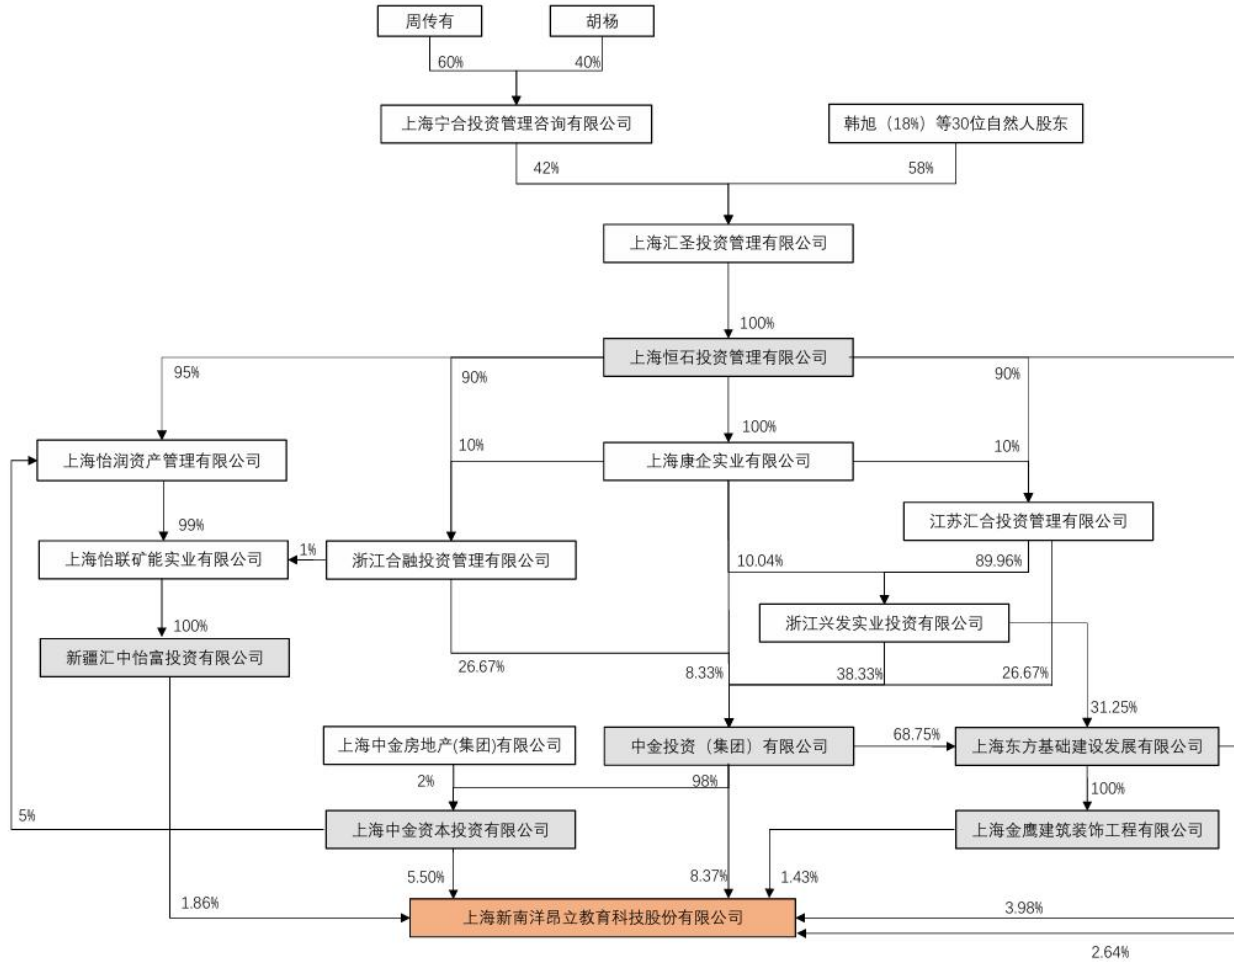 周传有
胡杨
60%
40%
上海宁合投资管理咨询有限公司
韩旭（18%）等30位自然人股东
42%
58%
上海汇圣投资管理有限公司
100%
上海恒石投资管理有限公司
95%
90%
90%
100%
上海怡润资产管理有限公司
10%
上海康企实业有限公司
10%
99%
江苏汇合投资管理有限公司
上海怡联矿能实业有限公司
1%
浙江合融投资管理有限公司
10.04%
89.96%
浙江兴发实业投资有限公司
100%
新疆汇中怡富投资有限公司
26.67%
8.33%
38.33%
26.67%
31.25%
上海中金房地产(集团)有限公司
中金投资（集团）有限公司
68.75%
上海东方基础建设发展有限公司
2%
98%
100%
5%
上海中金资本投资有限公司
上海金鹰建筑装饰工程有限公司
5.50%
8.37%
1.43%
1.86%
上海新南洋昂立教育科技股份有限公司
3.98%
2.64%